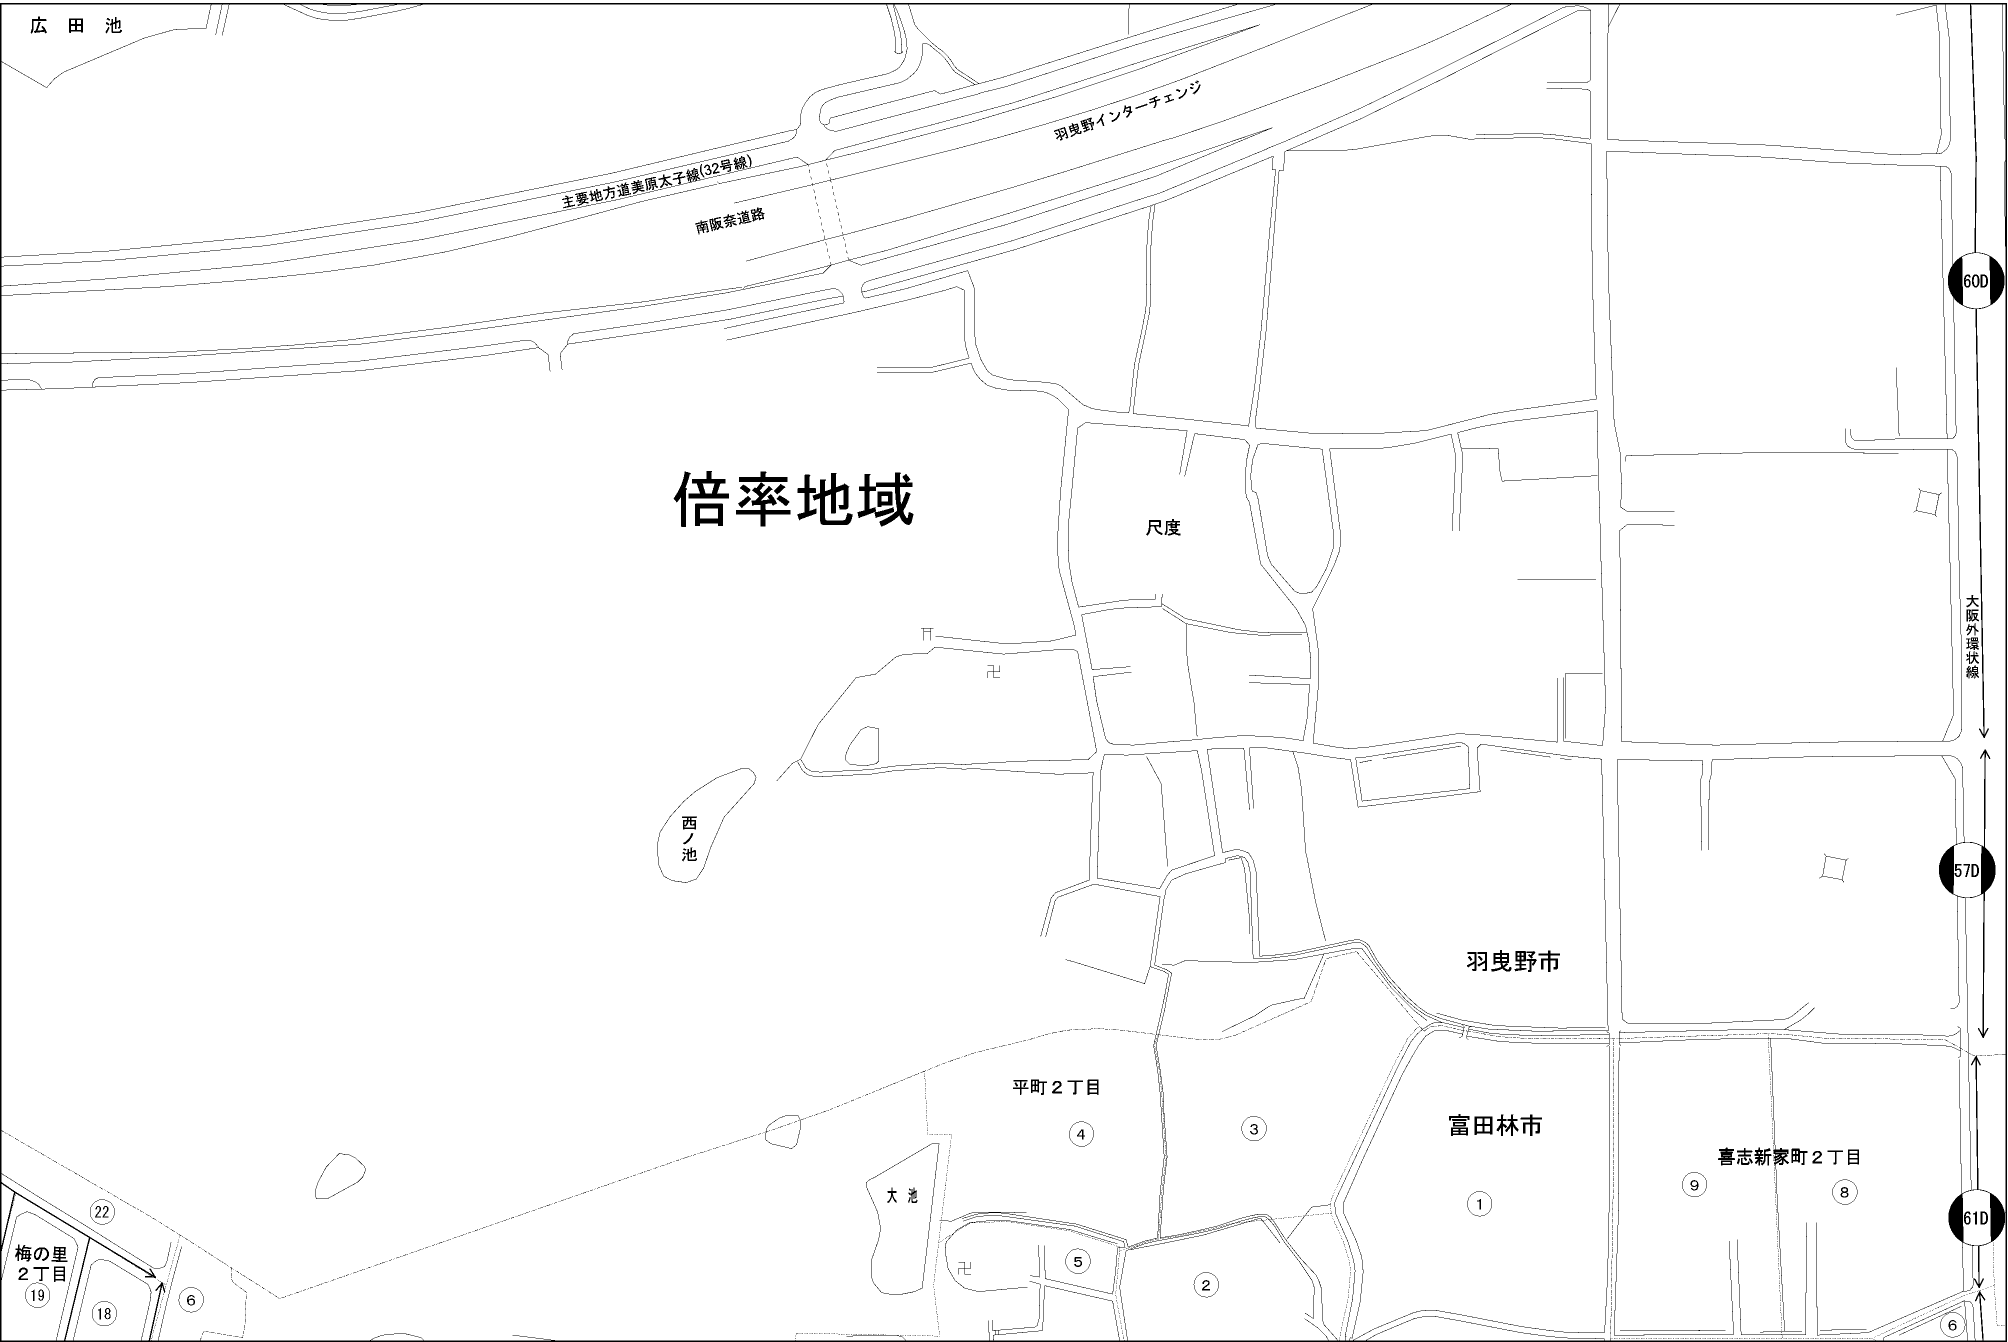 広田池
羽曳野インターチェンジ
主要地方道美原太子線(32号線)
南阪奈道路
60D
倍率地域
尺度
大阪外環状線
西ノ池
57D
羽曳野市
平町2丁目
④
③
富田林市
喜志新家町2丁目
⑨
⑧
①
大池
61D
㉒
梅の里
2丁目
⑲
⑱
⑥
⑤
②
⑥